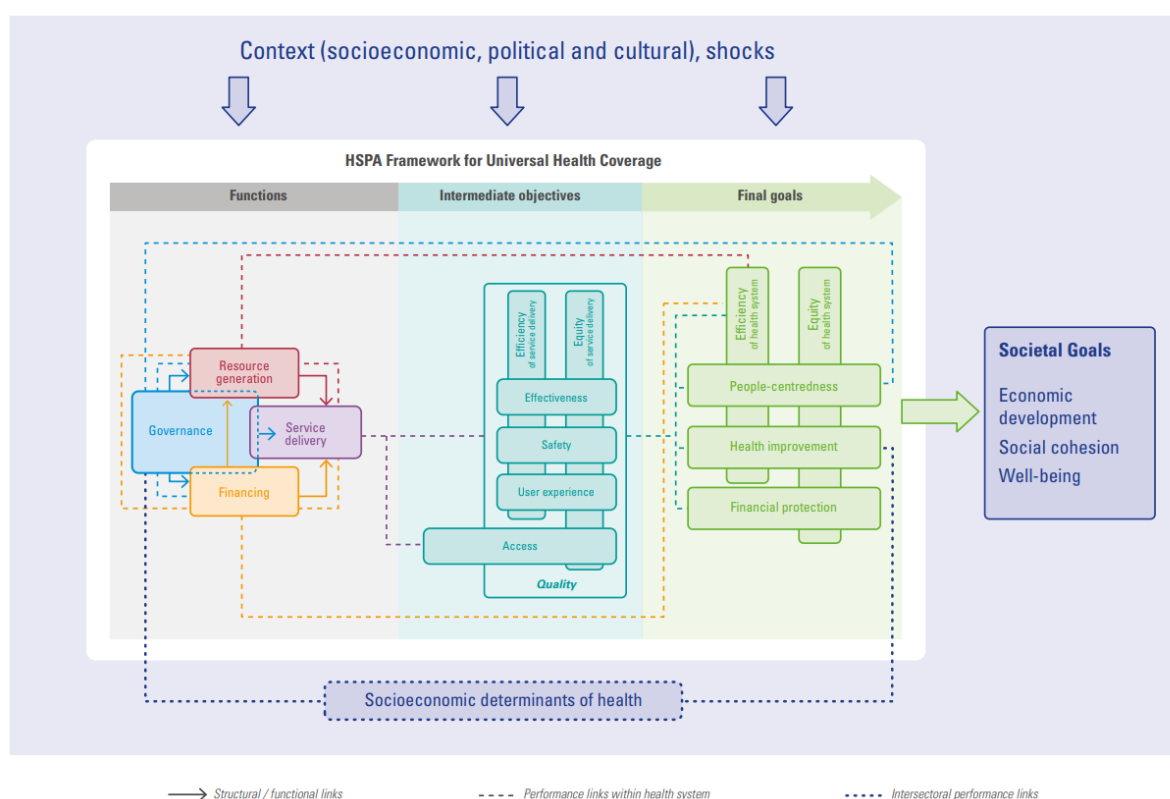 Context (socioeconomic, political and cultural), shocks
HSPA Framework for Universal Health Coverage
Functions
Intermediate objectives
Final goals
Resource
generation
Governance
Service
delivery
Financing
Efficiency
of service delivery
Equity
of service delivery
Effectiveness
Safety
User experience
Access
Quality
Efficiency
of health system
Equity
of health system
People-centredness
Health improvement
Financial protection
Societal Goals
Economic
development
Social cohesion
Well-being
Socioeconomic determinants of health
Structural / functional links
Performance links within health system
Intersectoral performance links